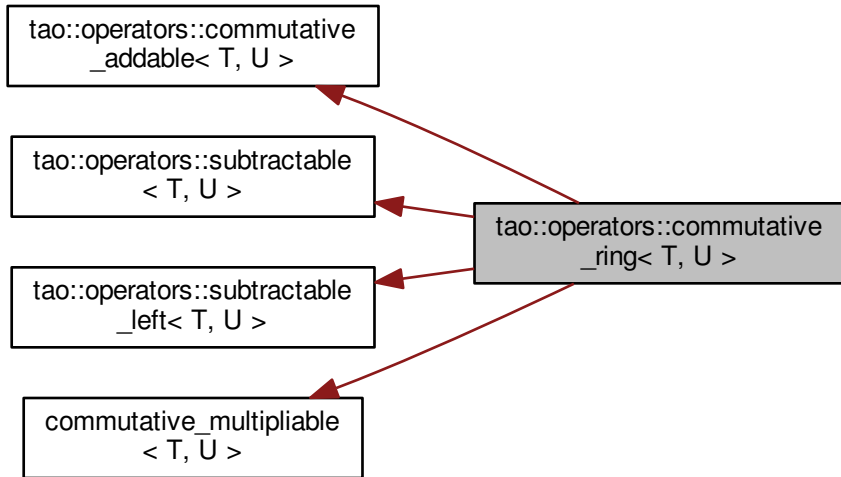 tao::operators::commutative
_addable< T, U >
tao::operators::subtractable
< T, U >
tao::operators::commutative
_ring< T, U >
tao::operators::subtractable
_left< T, U >
commutative_multipliable
< T, U >